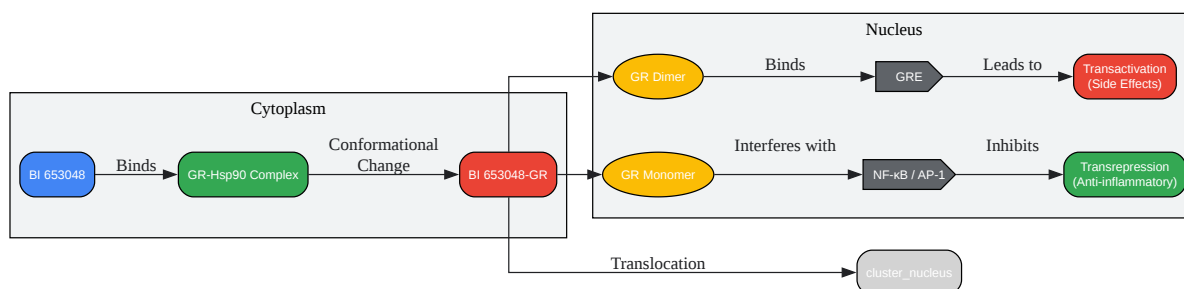 Nucleus
GR Dimer
Binds
GRE
Leads to
Transactivation
(Side Effects)
Cytoplasm
BI 653048
Binds
GR-Hsp90 Complex
Conformational
Change
BI 653048-GR
GR Monomer
Interferes with
NF-κB / AP-1
Inhibits
Transrepression
(Anti-inflammatory)
Translocation
cluster_nucleus